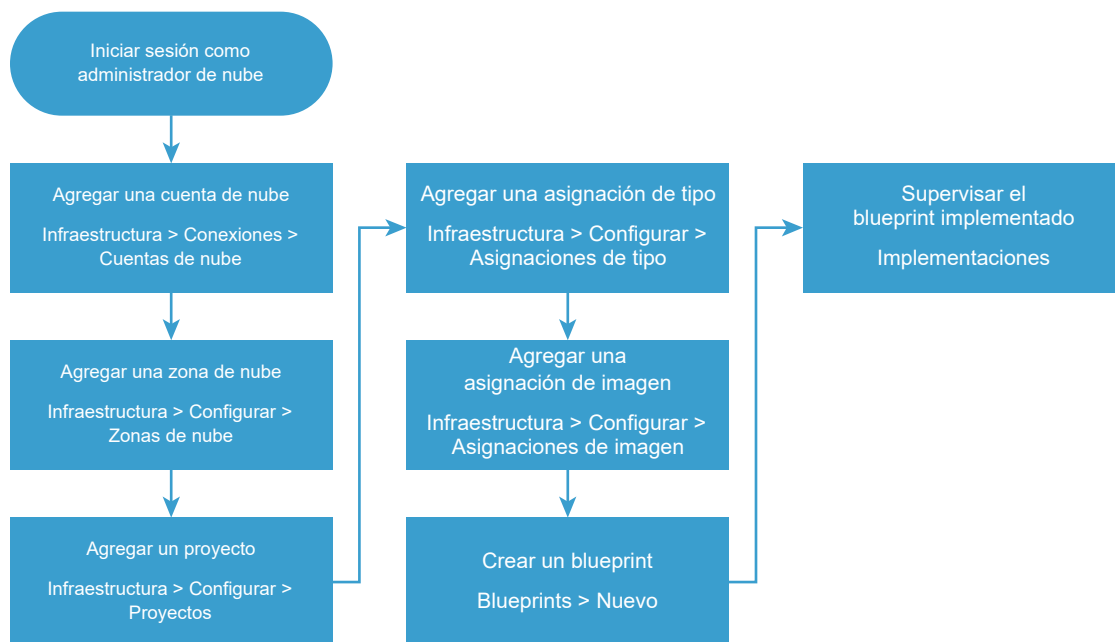 Iniciar sesión como
administrador de nube
Agregar una cuenta de nube
Infraestructura > Conexiones >
Cuentas de nube
Agregar una zona de nube
Infraestructura > Configurar >
Zonas de nube
Agregar un proyecto
Infraestructura > Configurar >
Proyectos
Agregar una asignación de tipo
Infraestructura > Configurar >
Asignaciones de tipo
Agregar una
asignación de imagen
Infraestructura > Configurar >
Asignaciones de imagen
Crear un blueprint
Blueprints > Nuevo
Supervisar el
blueprint implementado
Implementaciones